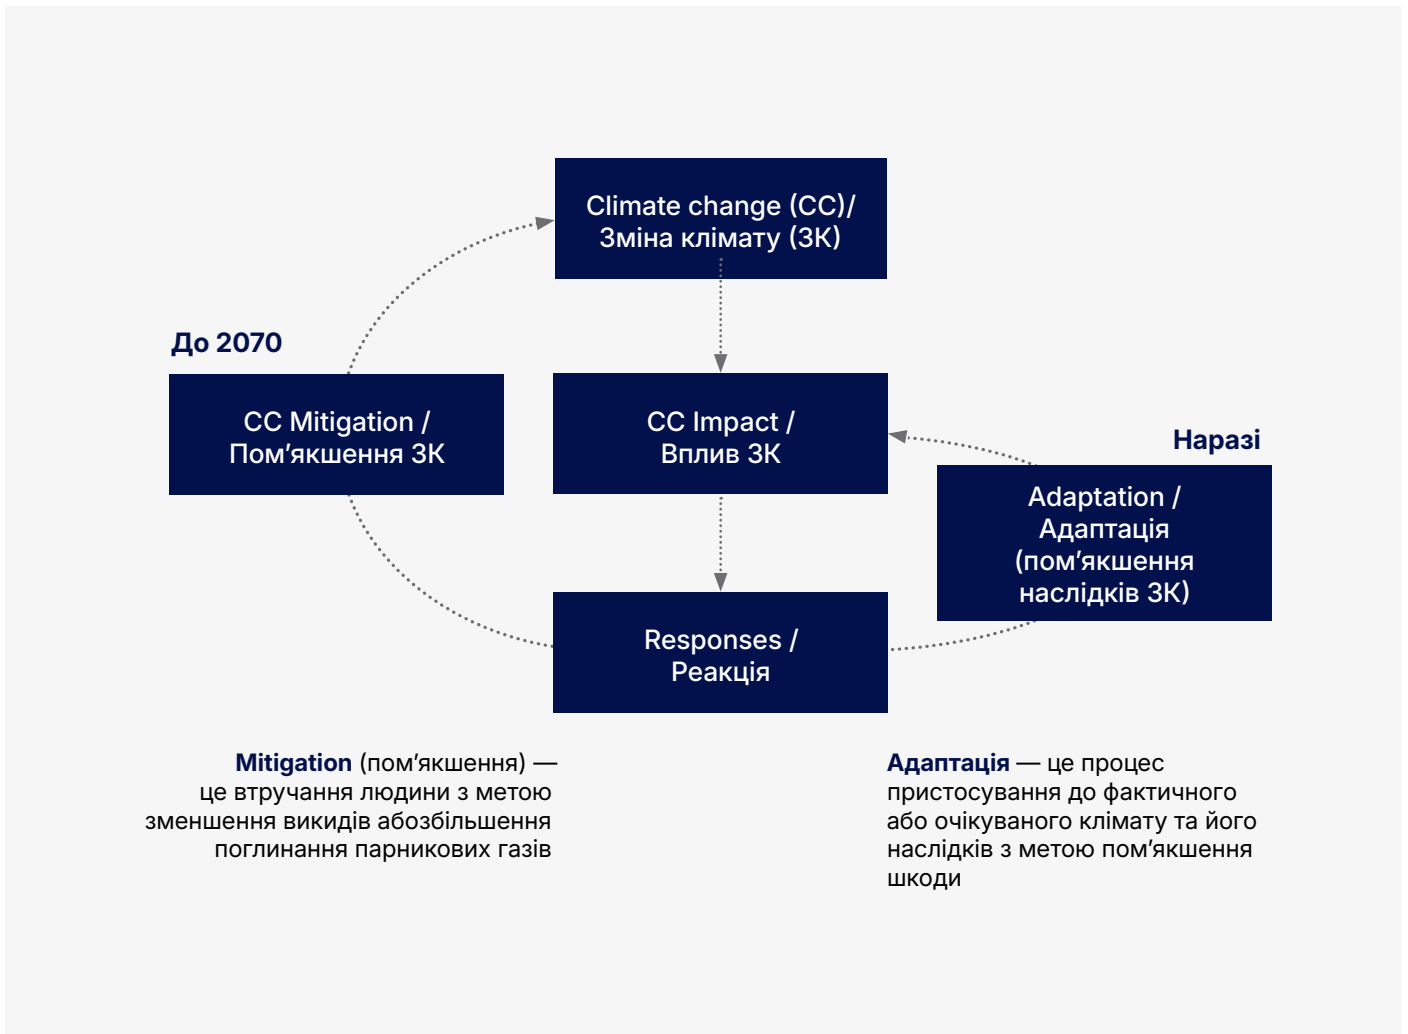 Climate change (CC)/
Зміна клімату (ЗК)
До 2070
CC Mitigation /
Пом’якшення ЗК
CC Impact /
Вплив ЗК
Наразі
Adaptation /
Адаптація
(пом’якшення
наслідків ЗК)
Responses /
Реакція
Mitigation (пом’якшення) —
це втручання людини з метою
зменшення викидів абозбільшення
поглинання парникових газів
Адаптація — це процес
пристосування до фактичного
або очікуваного клімату та його
наслідків з метою пом’якшення
шкоди